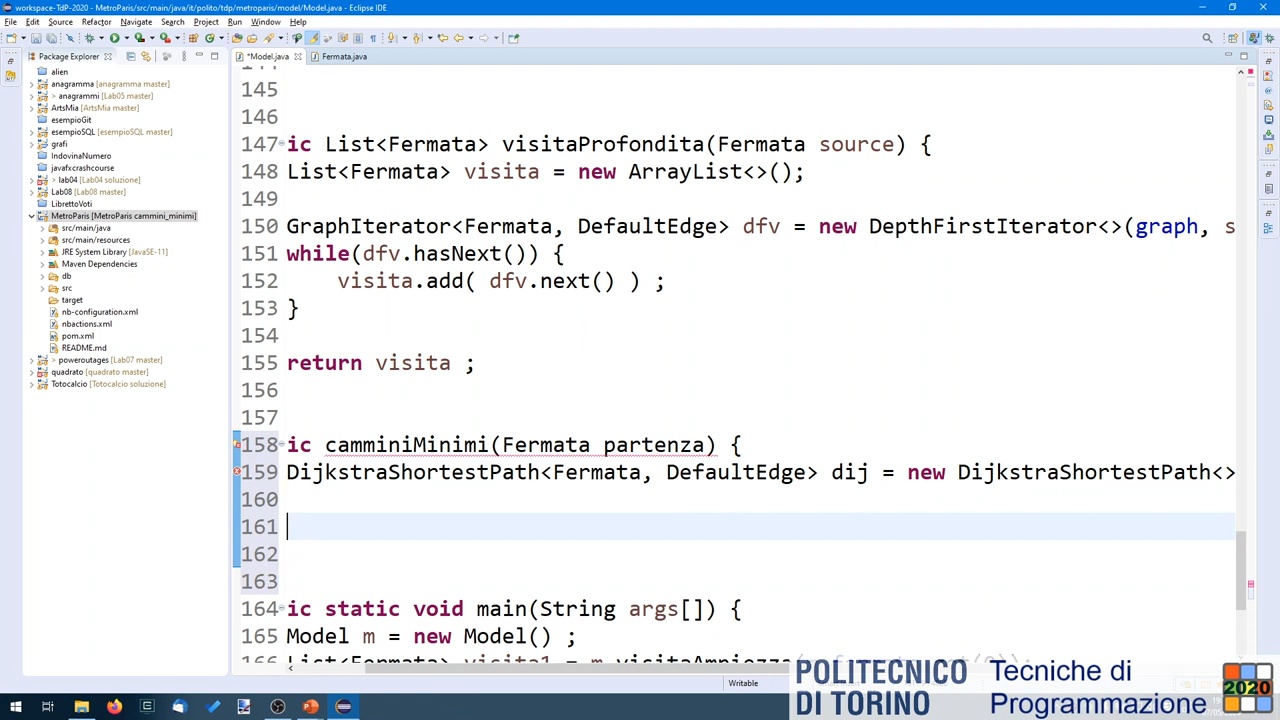 workspace-TdP-2020 - MetroParis/src/main/java/it/polito/tdp/metroparis/model/Model.java - Eclipse IDE
File Edit Source Refactor Navigate Search Project Run Window Help
Package Explorer
*Model.java
Fermata.java
alien
anagramma [anagramma master]
> anagrammi [Lab05 master]
ArtsMia [ArtsMia master]
esempioGit
esempioSQL [esempioSQL master]
grafi
IndovinaNumero
javafxcrashcourse
> lab04 [Lab04 soluzione]
Lab08 [Lab08 master]
LibrettoVoti
MetroParis [MetroParis cammini_minimi]
src/main/java
src/main/resources
JRE System Library [JavaSE-11]
Maven Dependencies
db
src
target
nb-configuration.xml
nbactions.xml
pom.xml
README.md
> poweroutages [Lab07 master]
quadrato [quadrato master]
Totocalcio [Totocalcio soluzione]
145
146
147 ic List<Fermata> visitaProfondita(Fermata source) {
148 List<Fermata> visita = new ArrayList<>();
149
150 GraphIterator<Fermata, DefaultEdge> dfv = new DepthFirstIterator<>(graph, s
151 while(dfv.hasNext()) {
152 visita.add( dfv.next() ) ;
153 }
154
155 return visita ;
156
157
158 ic camminiMinimi(Fermata partenza) {
159 DijkstraShortestPath<Fermata, DefaultEdge> dij = new DijkstraShortestPath<>
160
161
162
163
164 ic static void main(String args[]) {
165 Model m = new Model() ;
166 List<Fermata> visita1 = m.visitaAmpiezza(
Writable
POLITECNICO
DI TORINO
Tecniche di
Programmazione
2020